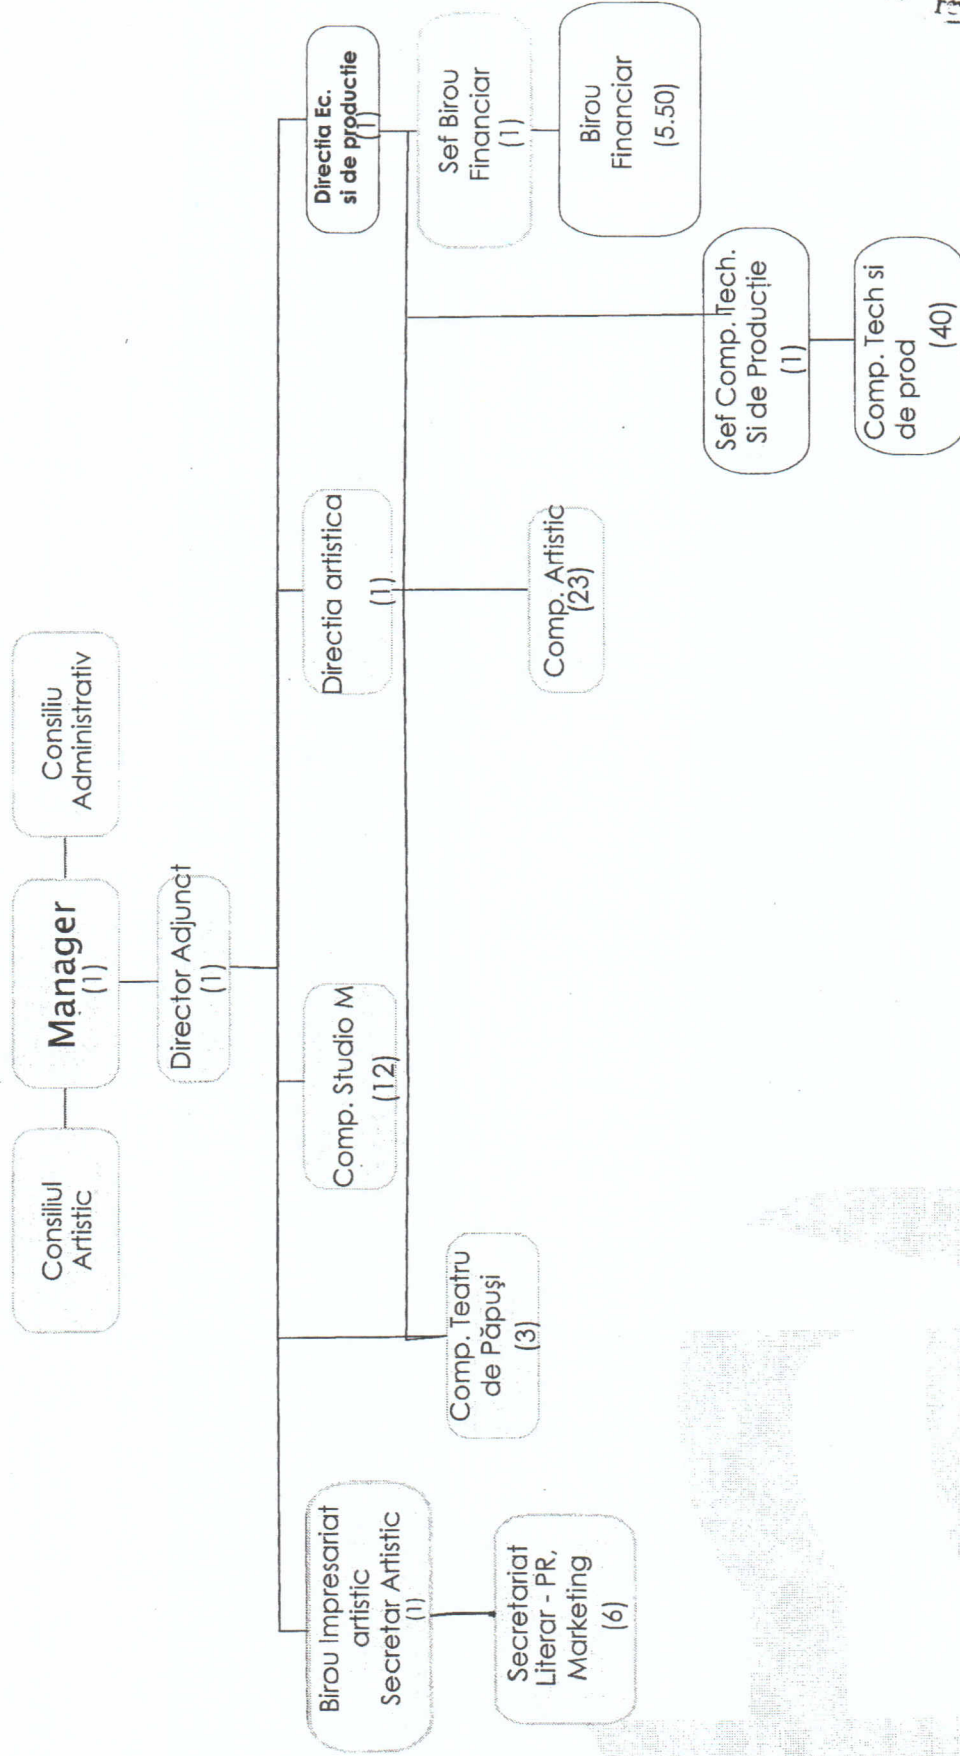 Consiliul
Artistic
Manager
(1)
Consiliu
Administrativ
Director Adjunct
(1)
Birou Impresariat
artistic
Secretar Artistic
(1)
Secretariat
Literar - PR,
Marketing
(6)
Comp. Teatru
de Păpuşi
(3)
Comp. Studio M
(12)
Directia artistica
(1)
Comp. Artistic
(23)
Directia Ec.
si de productie
(1)
Sef Birou
Financiar
(1)
Birou
Financiar
(5.50)
Sef Comp. Tech.
Si de Producție
(1)
Comp. Tech si
de prod
(40)